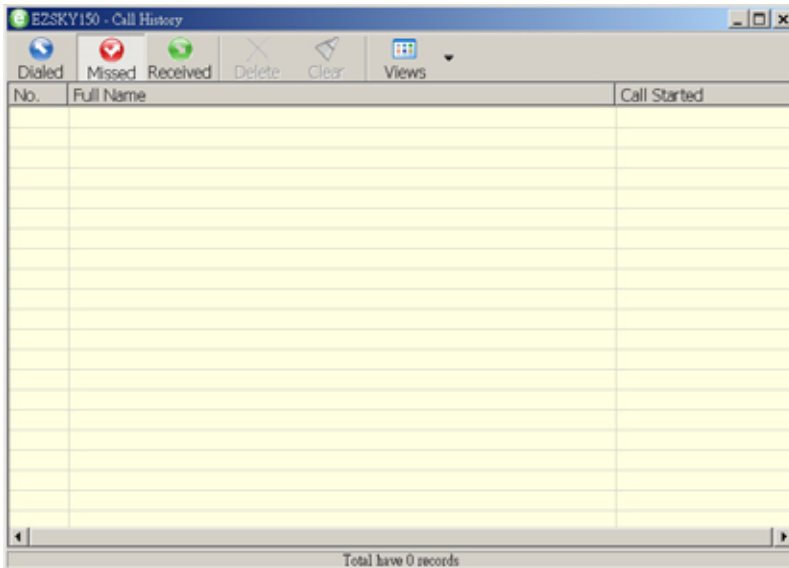 EZSKY150 - Call History
Dialed Missed Received Delete Clear Views
No. Full Name Call Started
Total have 0 records